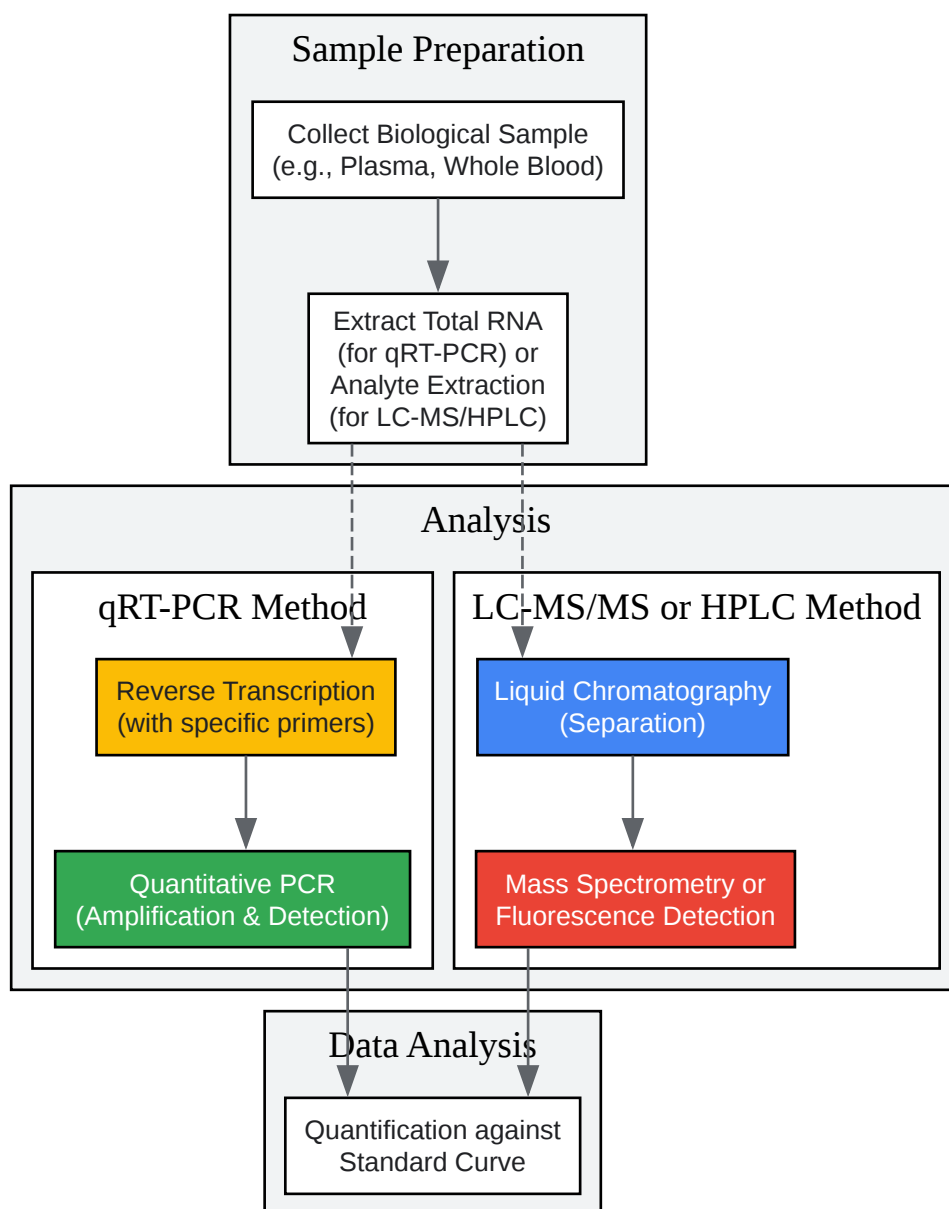 Sample Preparation
Collect Biological Sample
(e.g., Plasma, Whole Blood)
Extract Total RNA
(for qRT-PCR) or
Analyte Extraction
(for LC-MS/HPLC)
Analysis
qRT-PCR Method
Reverse Transcription
(with specific primers)
Quantitative PCR
(Amplification & Detection)
LC-MS/MS or HPLC Method
Liquid Chromatography
(Separation)
Mass Spectrometry or
Fluorescence Detection
Data Analysis
Quantification against
Standard Curve